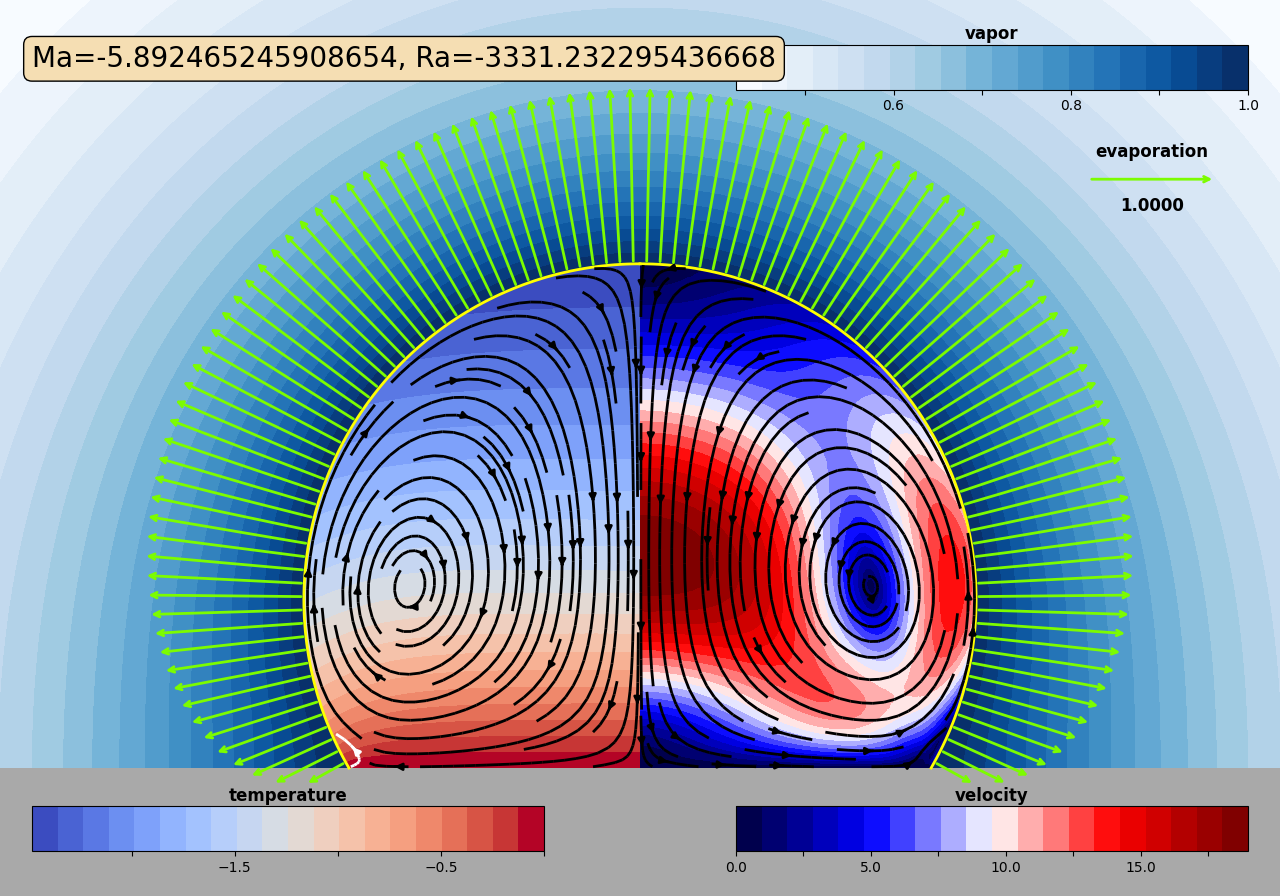 vapor
Ma=-5.892465245908654, Ra=-3331.232295436668
0.6 0.8 1.0
evaporation
1.0000
temperature velocity
−1.5 −0.5 0.0 5.0 10.0 15.0